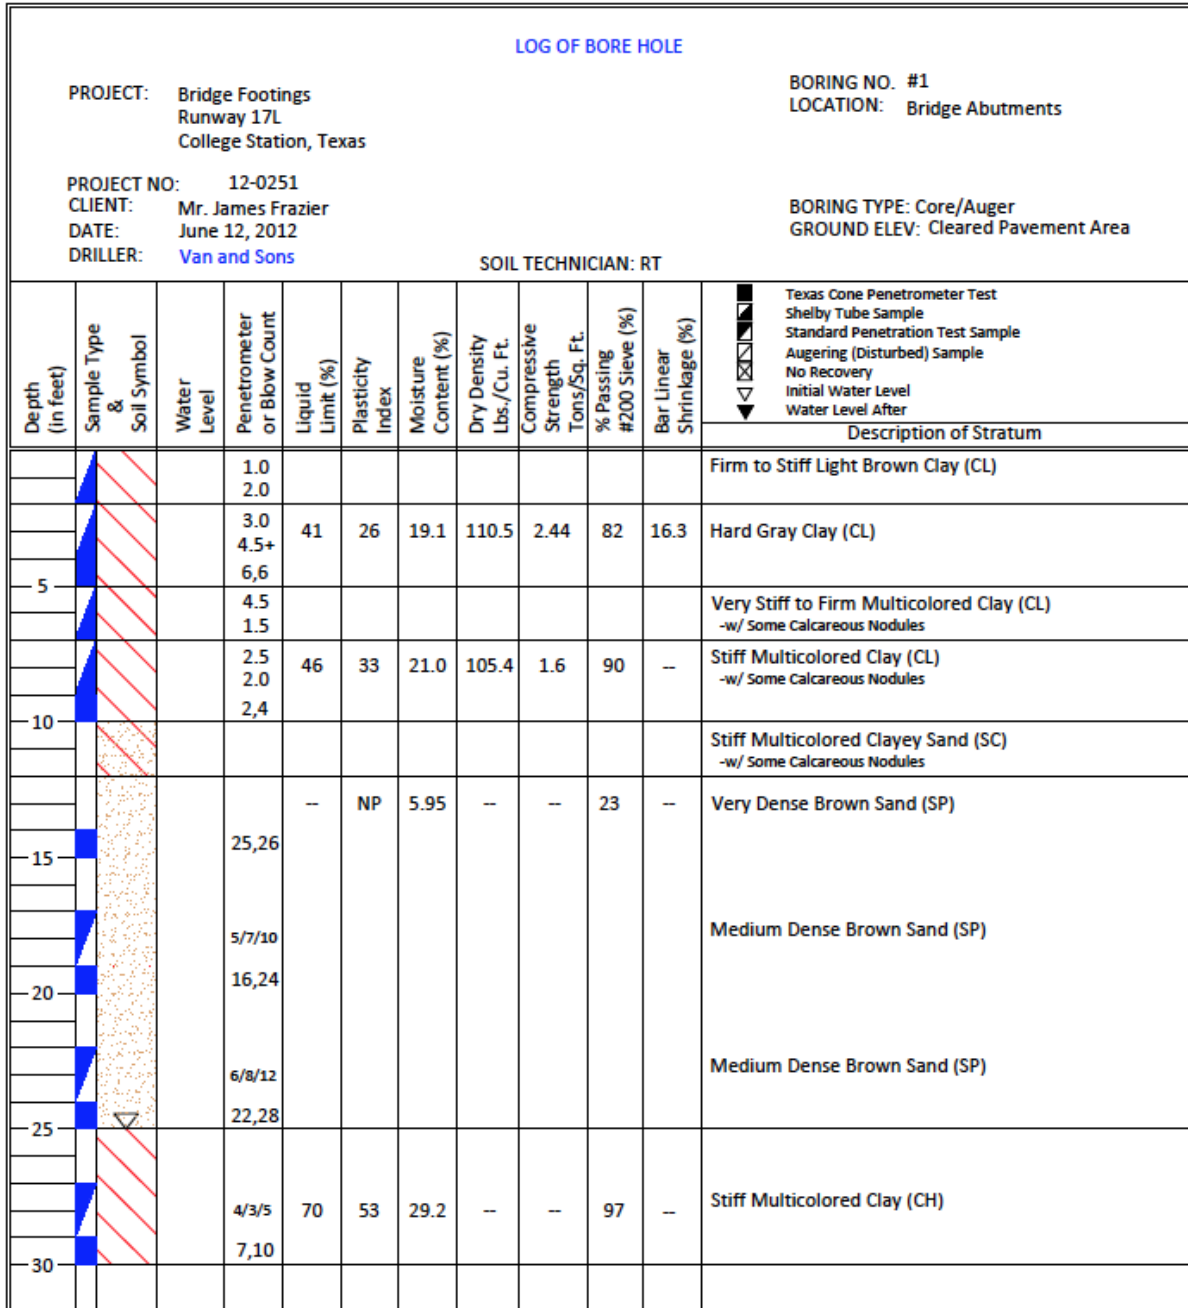 LOG OF BORE HOLE
PROJECT: Bridge Footings
Runway 17L
College Station, Texas
BORING NO. #1
LOCATION: Bridge Abutments
PROJECT NO: 12-0251
CLIENT: Mr. James Frazier
DATE: June 12, 2012
DRILLER: Van and Sons
BORING TYPE: Core/Auger
GROUND ELEV: Cleared Pavement Area
SOIL TECHNICIAN: RT
Depth
(in feet)
Sample Type
&
Soil Symbol
Water
Level
Penetrometer
or Blow Count
Liquid
Limit (%)
Plasticity
Index
Moisture
Content (%)
Dry Density
Lbs./Cu. Ft.
Compressive
Strength
Tons/Sq. Ft.
% Passing
#200 Sieve (%)
Bar Linear
Shrinkage (%)
Texas Cone Penetrometer Test
Shelby Tube Sample
Standard Penetration Test Sample
Augering (Disturbed) Sample
No Recovery
Initial Water Level
Water Level After
Description of Stratum
1.0 Firm to Stiff Light Brown Clay (CL)
2.0
3.0
41 26 19.1 110.5 2.44 82 16.3 Hard Gray Clay (CL)
4.5+
6,6
5
4.5 Very Stiff to Firm Multicolored Clay (CL)
1.5 -w/ Some Calcareous Nodules
2.5 Stiff Multicolored Clay (CL)
46 33 21.0 105.4 1.6 90 --
2.0 -w/ Some Calcareous Nodules
2,4
10
Stiff Multicolored Clayey Sand (SC)
-w/ Some Calcareous Nodules
-- NP 5.95 -- -- 23 -- Very Dense Brown Sand (SP)
25,26
15
5/7/10 Medium Dense Brown Sand (SP)
16,24
20
6/8/12 Medium Dense Brown Sand (SP)
22,28
25
4/3/5 70 53 29.2 -- -- 97 -- Stiff Multicolored Clay (CH)
7,10
30